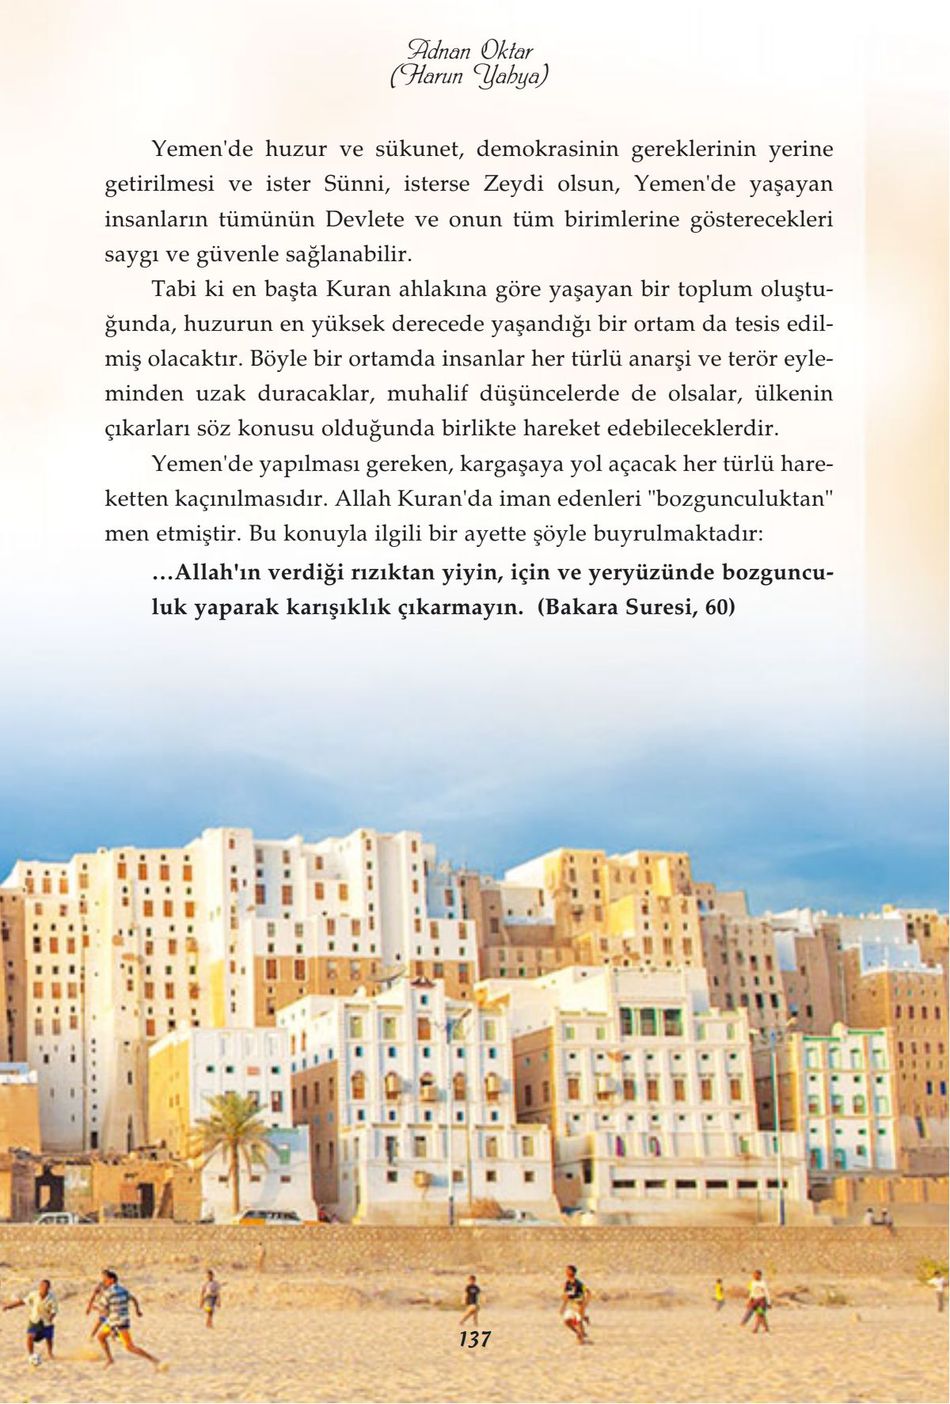 Adnan Oktar
(Harun Yahya)
Yemen'de huzur ve sükunet, demokrasinin gereklerinin yerine
getirilmesi ve ister Sünni, isterse Zeydi olsun, Yemen'de yaşayan
insanların tümünün Devlete ve onun tüm birimlerine gösterecekleri
saygı ve güvenle sağlanabilir.
Tabi ki en başta Kuran ahlakına göre yaşayan bir toplum oluştu-
ğunda, huzurun en yüksek derecede yaşandığı bir ortam da tesis edil-
miş olacaktır. Böyle bir ortamda insanlar her türlü anarşi ve terör eyle-
minden uzak duracaklar, muhalif düşüncelerde de olsalar, ülkenin
çıkarları söz konusu olduğunda birlikte hareket edebileceklerdir.
Yemen'de yapılması gereken, kargaşaya yol açacak her türlü hare-
ketten kaçınılmasıdır. Allah Kuran'da iman edenleri "bozgunculuktan"
men etmiştir. Bu konuyla ilgili bir ayette şöyle buyrulmaktadır:
…Allah'ın verdiği rızıktan yiyin, için ve yeryüzünde bozguncu-
luk yaparak karışıklık çıkarmayın. (Bakara Suresi, 60)
137